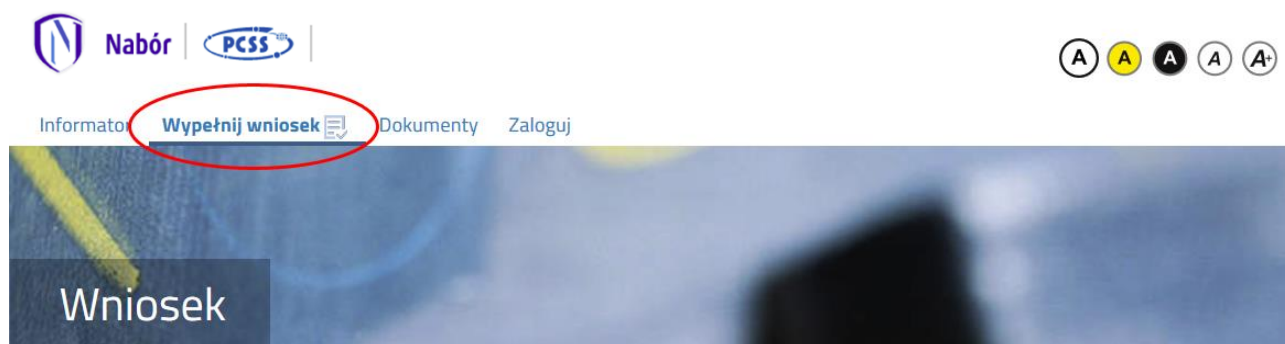 Nabór PCSS
A A A A A+
Informator Wypełnij wniosek Dokumenty Zaloguj
Wniosek